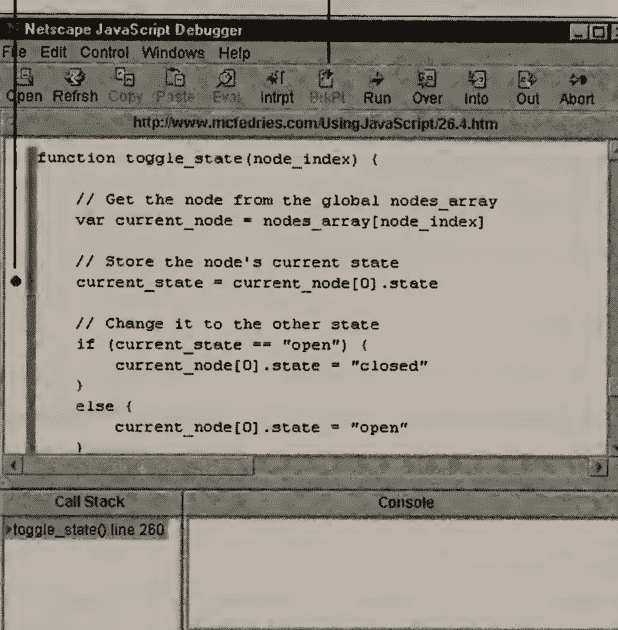 Netscape JavaScript Debugger
File Edit Control Windows Help
Open Refrsh Copy Paste Eval Intrpt BrkPt Run Over Into Out Abort
http://www.mcfedries.com/UsingJavaScript/26.4.htm
function toggle_state(node_index) {
// Get the node from the global nodes_array
var current_node = nodes_array[node_index]
// Store the node's current state
current_state = current_node[0].state
// Change it to the other state
if (current_state == "open") {
current_node[0].state = "closed"
}
else {
current_node[0].state = "open"
}
Call Stack
Console
toggle_state() line 260